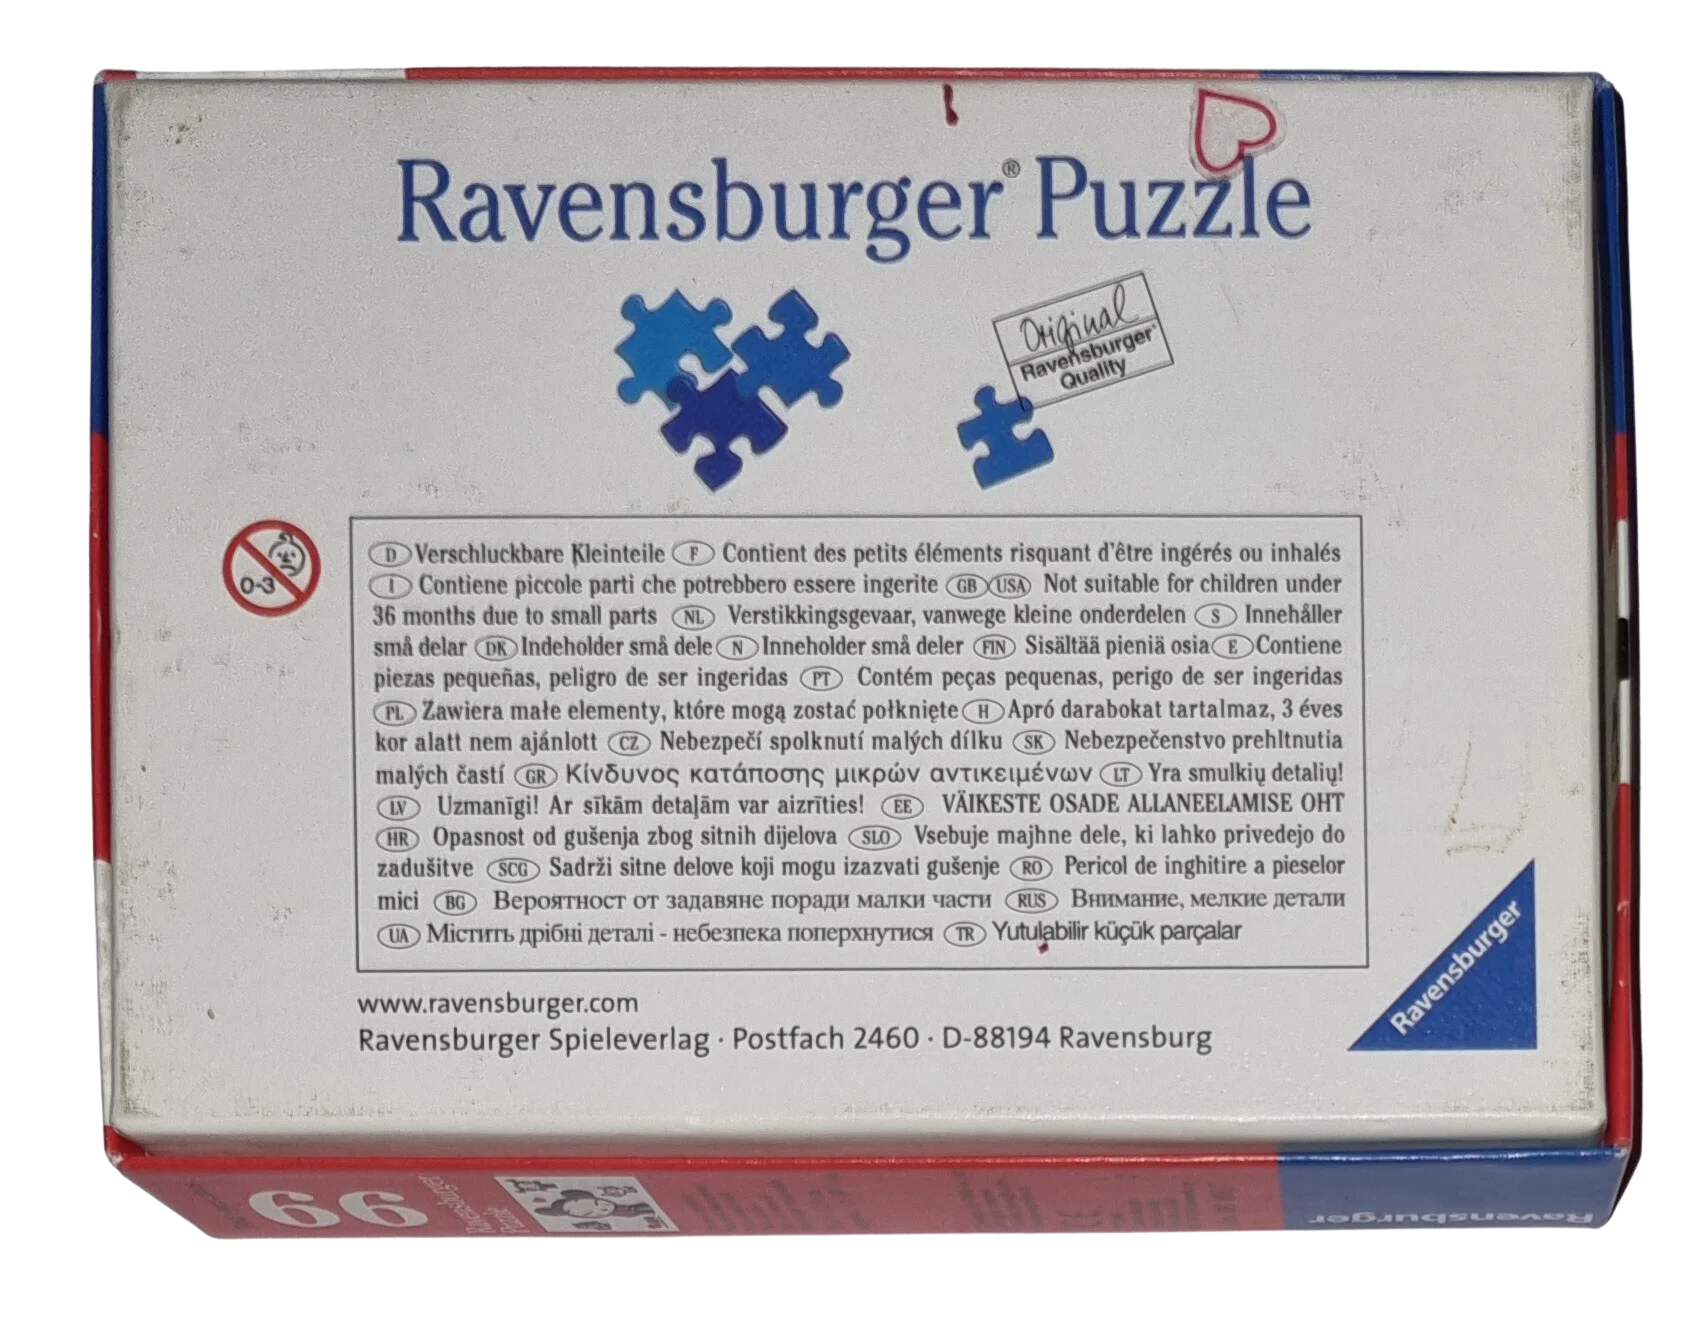 Ravensburger® Puzzle
Original
Ravensburger®
Quality
0-3
D Verschluckbare Kleinteile F Contient des petits éléments risquant d'être ingérés ou inhalés
I Contiene piccole parti che potrebbero essere ingerite GB USA Not suitable for children under
36 months due to small parts NL Verstikkingsgevaar, vanwege kleine onderdelen S Innehåller
små delar DK Indeholder små dele N Inneholder små deler FIN Sisältää pieniä osia E Contiene
piezas pequeñas, peligro de ser ingeridas PT Contém peças pequenas, perigo de ser ingeridas
PL Zawiera małe elementy, które mogą zostać połknięte H Apró darabokat tartalmaz, 3 éves
kor alatt nem ajánlott CZ Nebezpečí spolknutí malých dílku SK Nebezpečenstvo prehltnutia
malých častí GR Κίνδυνος κατάποσης μικρών αντικειμένων LT Yra smulkių detalių!
LV Uzmanīgi! Ar sīkām detaļām var aizrīties! EE VÄIKESTE OSADE ALLANEELAMISE OHT
HR Opasnost od gušenja zbog sitnih dijelova SLO Vsebuje majhne dele, ki lahko privedejo do
zadušitve SCG Sadrži sitne delove koji mogu izazvati gušenje RO Pericol de inghitire a pieselor
mici BG Вероятност от задавяне поради малки части RUS Внимание, мелкие детали
UA Містить дрібні деталі - небезпека поперхнутися TR Yutulabilir küçük parçalar
www.ravensburger.com
Ravensburger Spieleverlag · Postfach 2460 · D-88194 Ravensburg
Ravensburger
Ravensburger
Ravensburger
Puzzle
99